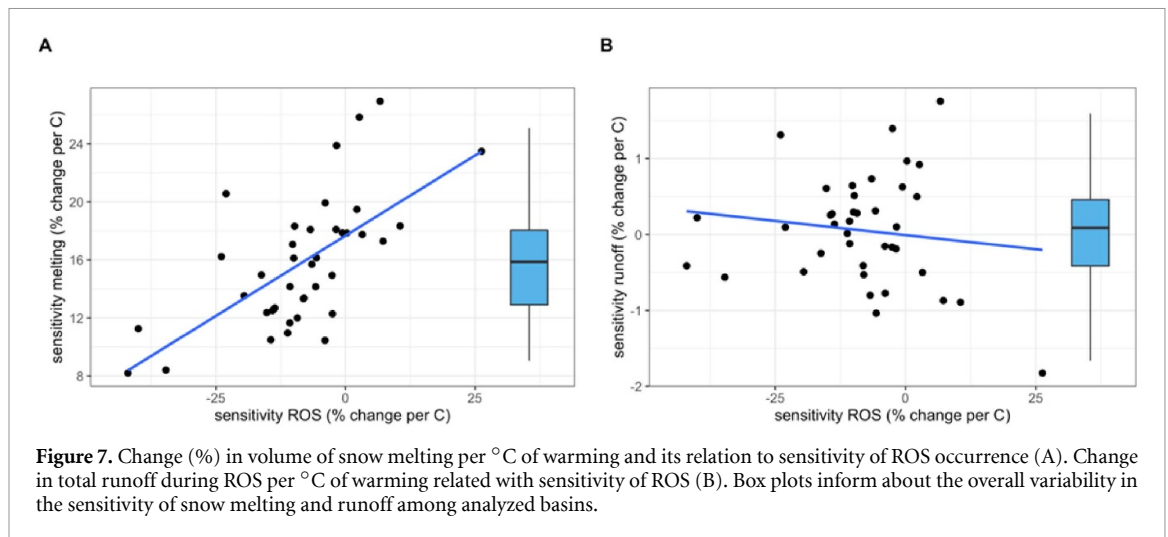 A
B
sensitivity melting (% change per C)
24
20
16
12
8
-25
0
25
sensitivity ROS (% change per C)
sensitivity runoff (% change per C)
1
0
-1
-2
-25
0
25
sensitivity ROS (% change per C)
Figure 7. Change (%) in volume of snow melting per °C of warming and its relation to sensitivity of ROS occurrence (A). Change
in total runoff during ROS per °C of warming related with sensitivity of ROS (B). Box plots inform about the overall variability in
the sensitivity of snow melting and runoff among analyzed basins.